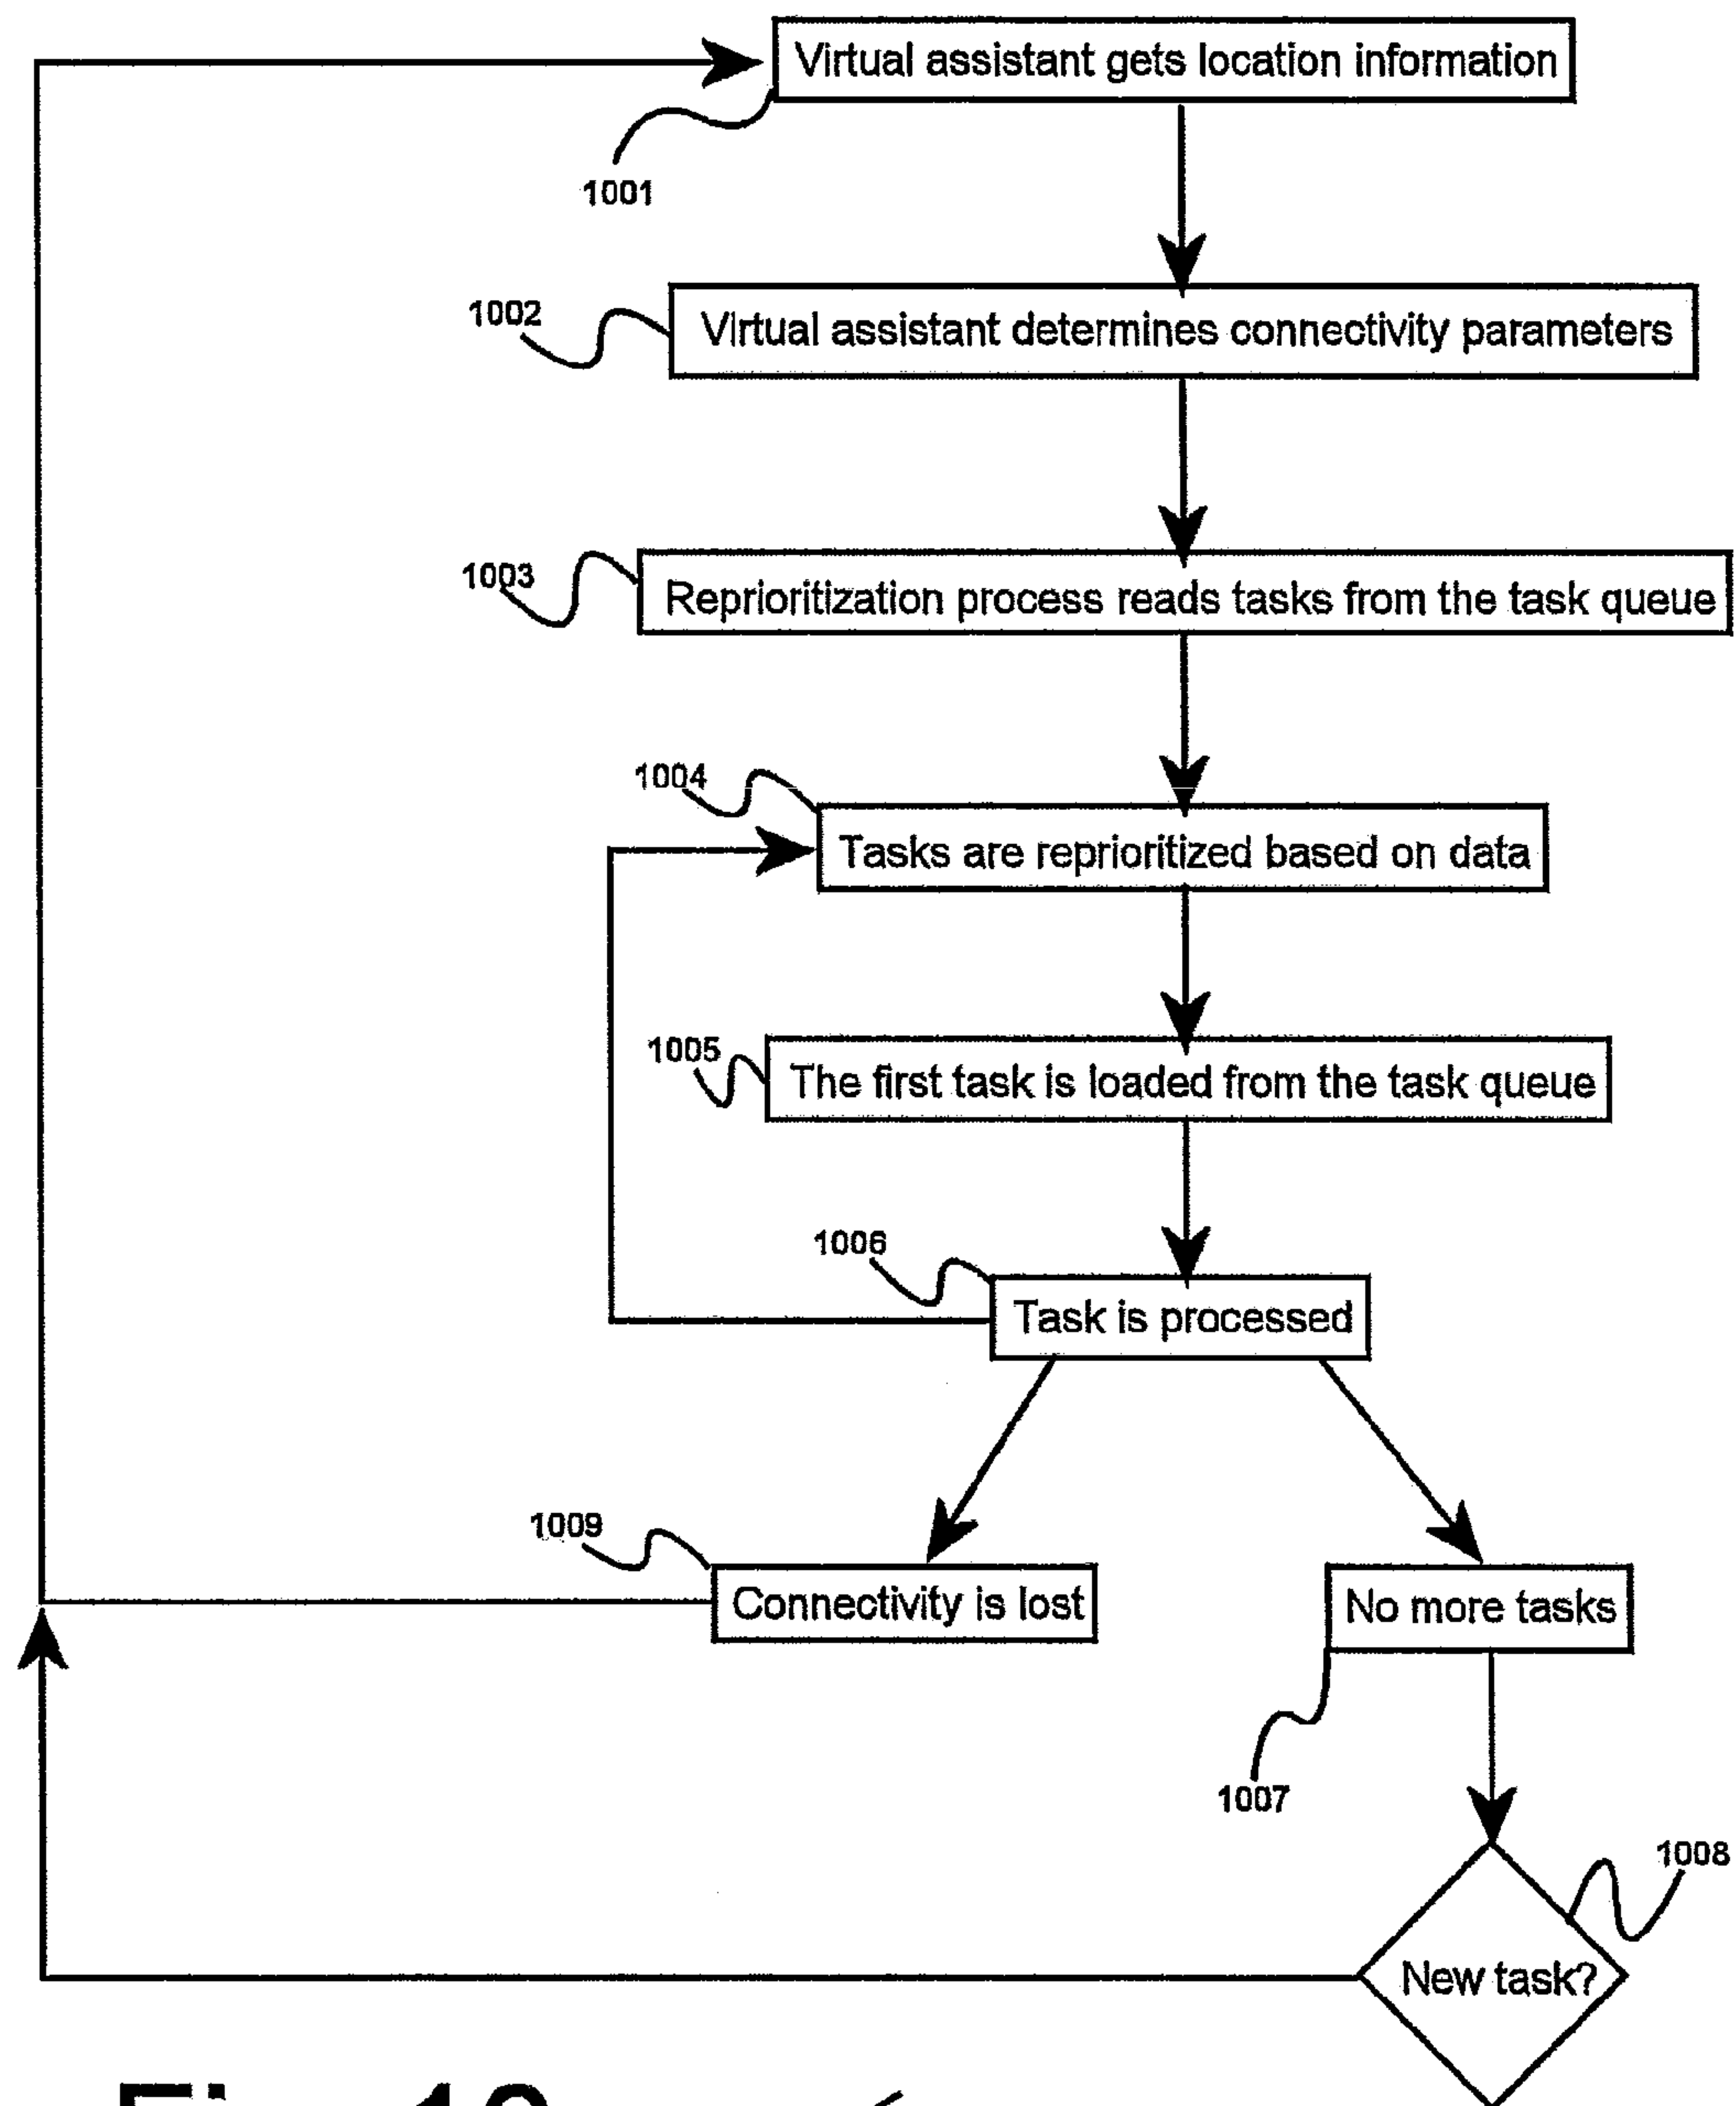 Virtual assistant gets location information
1001
1002
Virtual assistant determines connectivity parameters
1003
Reprioritization process reads tasks from the task queue
1004
Tasks are reprioritized based on data
1005
The first task is loaded from the task queue
1006
Task is processed
1009
Connectivity is lost
No more tasks
1007
1008
New task?